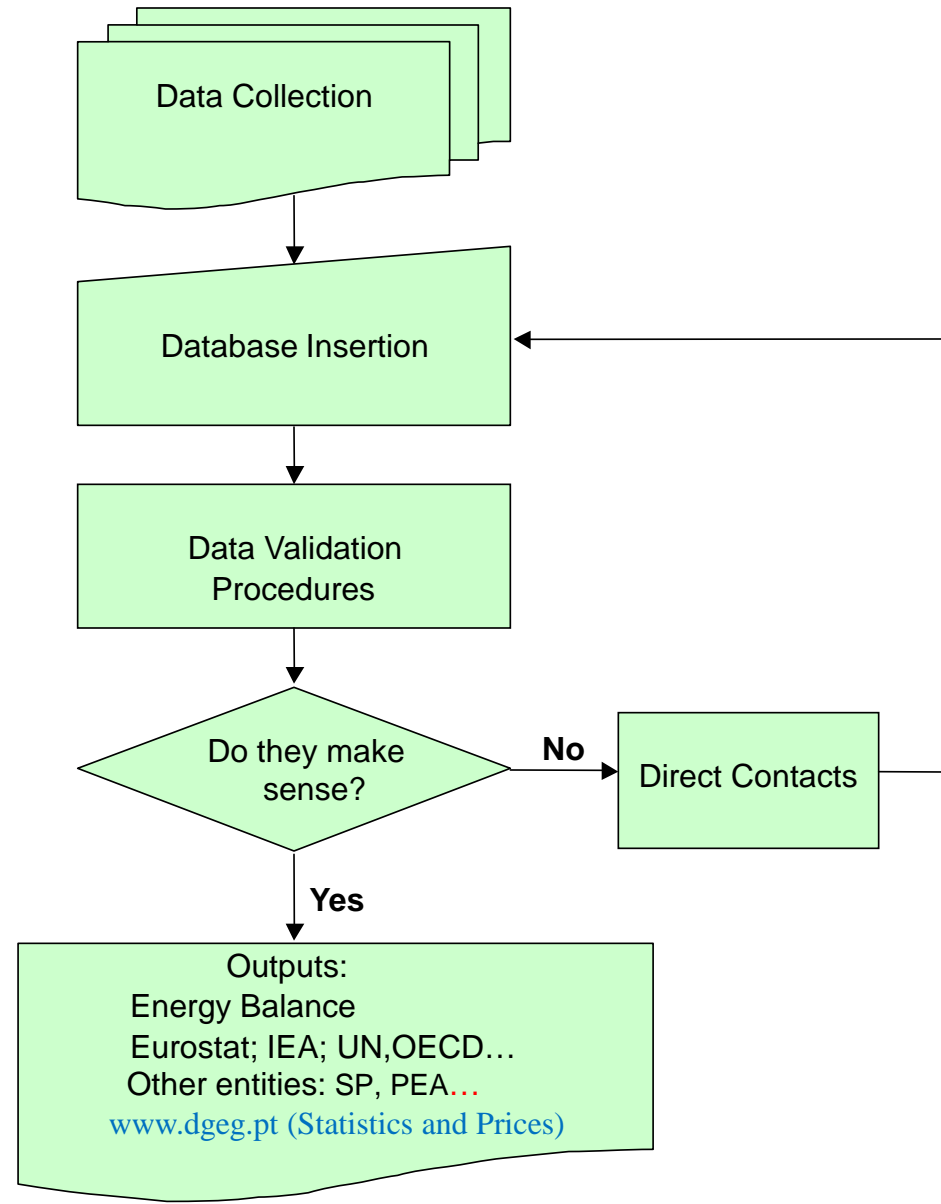 Data Collection
Database Insertion
Data Validation
Procedures
Do they make
sense?
No
Direct Contacts
Yes
Outputs:
Energy Balance
Eurostat; IEA; UN,OECD…
Other entities: SP, PEA…
www.dgeg.pt (Statistics and Prices)